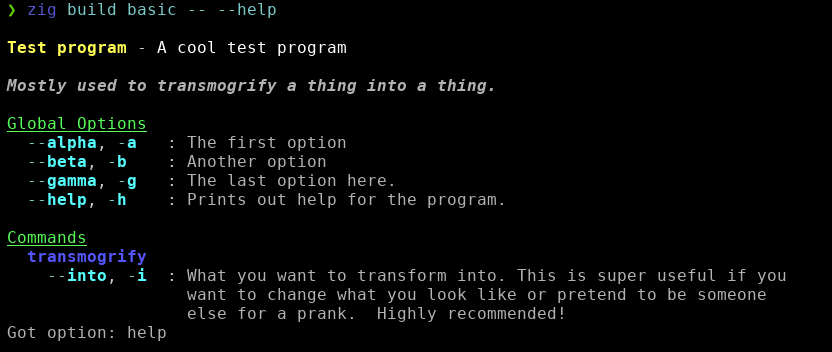 ❯ zig build basic -- --help
Test program - A cool test program
Mostly used to transmogrify a thing into a thing.
Global Options
  --alpha, -a   : The first option
  --beta, -b    : Another option
  --gamma, -g   : The last option here.
  --help, -h    : Prints out help for the program.
Commands
  transmogrify
    --into, -i  : What you want to transform into. This is super useful if you
                  want to change what you look like or pretend to be someone
                  else for a prank.  Highly recommended!
Got option: help